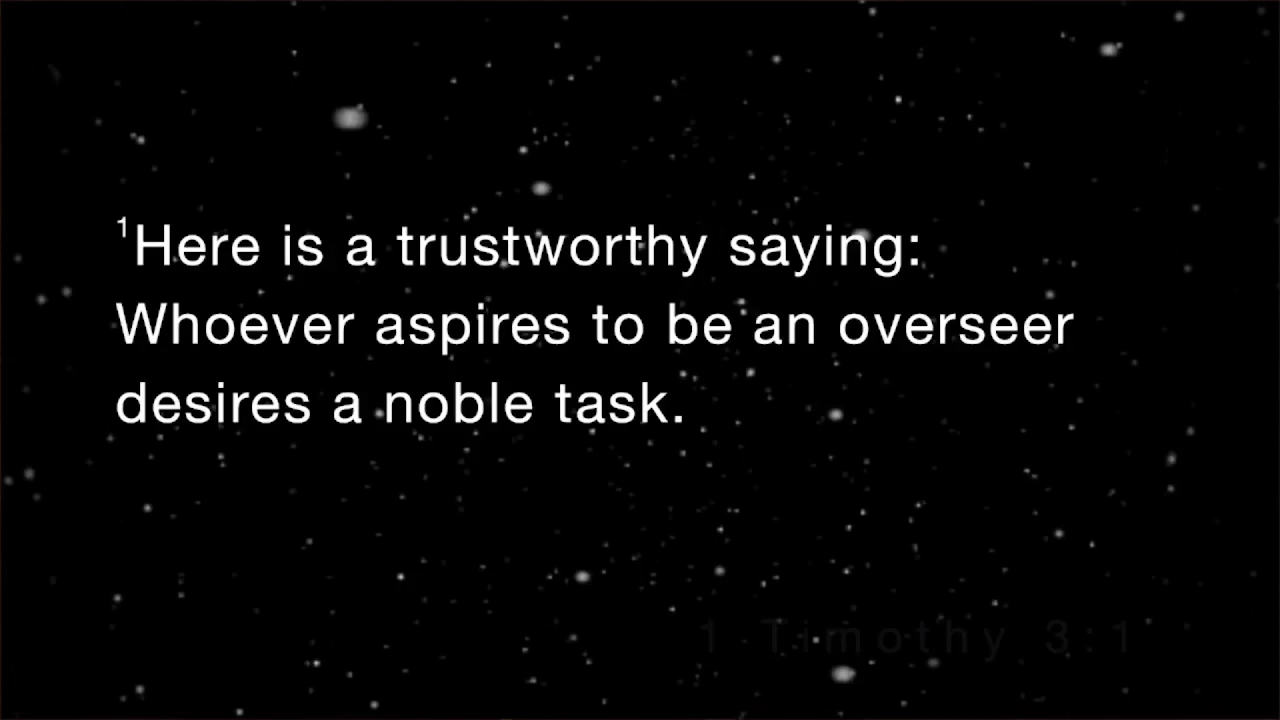 ¹Here is a trustworthy saying:
Whoever aspires to be an overseer
desires a noble task.
1 Timothy 3:1